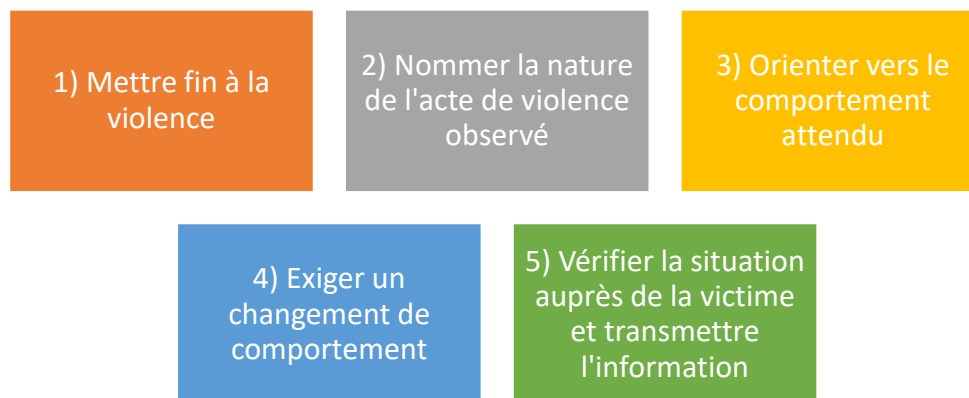 1) Mettre fin à la
violence
2) Nommer la nature
de l'acte de violence
observé
3) Orienter vers le
comportement
attendu
4) Exiger un
changement de
comportement
5) Vérifier la situation
auprès de la victime
et transmettre
l'information